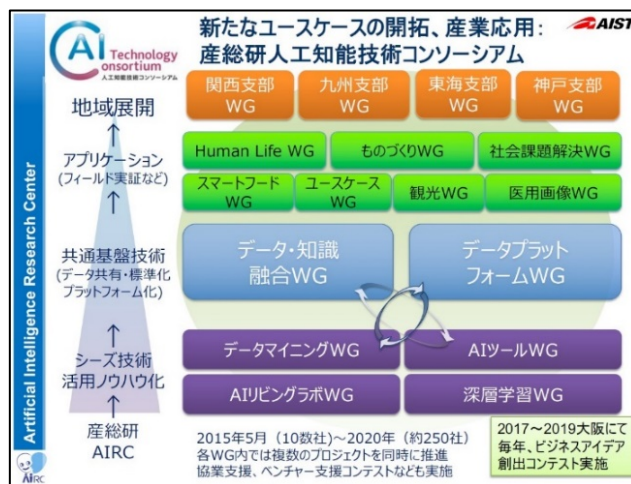 AI Technology Consortium
人工知能技術コンソーシアム
新たなユースケースの開拓、産業応用:
産総研人工知能技術コンソーシアム
AIST
Artificial Intelligence Research Center
地域展開
関西支部 WG
九州支部 WG
東海支部 WG
神戸支部 WG
アプリケーション
(フィールド実証など)
Human Life WG
ものづくりWG
社会課題解決WG
スマートフード WG
ユースケース WG
観光WG
医用画像WG
共通基盤技術
(データ共有・標準化
プラットフォーム化)
データ・知識
融合WG
データプラット
フォームWG
シーズ技術
活用ノウハウ化
データマイニングWG
AIツールWG
AIリビングラボWG
深層学習WG
産総研
AIRC
2015年5月(10数社)~2020年(約250社)
各WG内では複数のプロジェクトを同時に推進
協業支援、ベンチャー支援コンテストなども実施
2017~2019大阪にて
毎年、ビジネスアイデア
創出コンテスト実施
AIRC